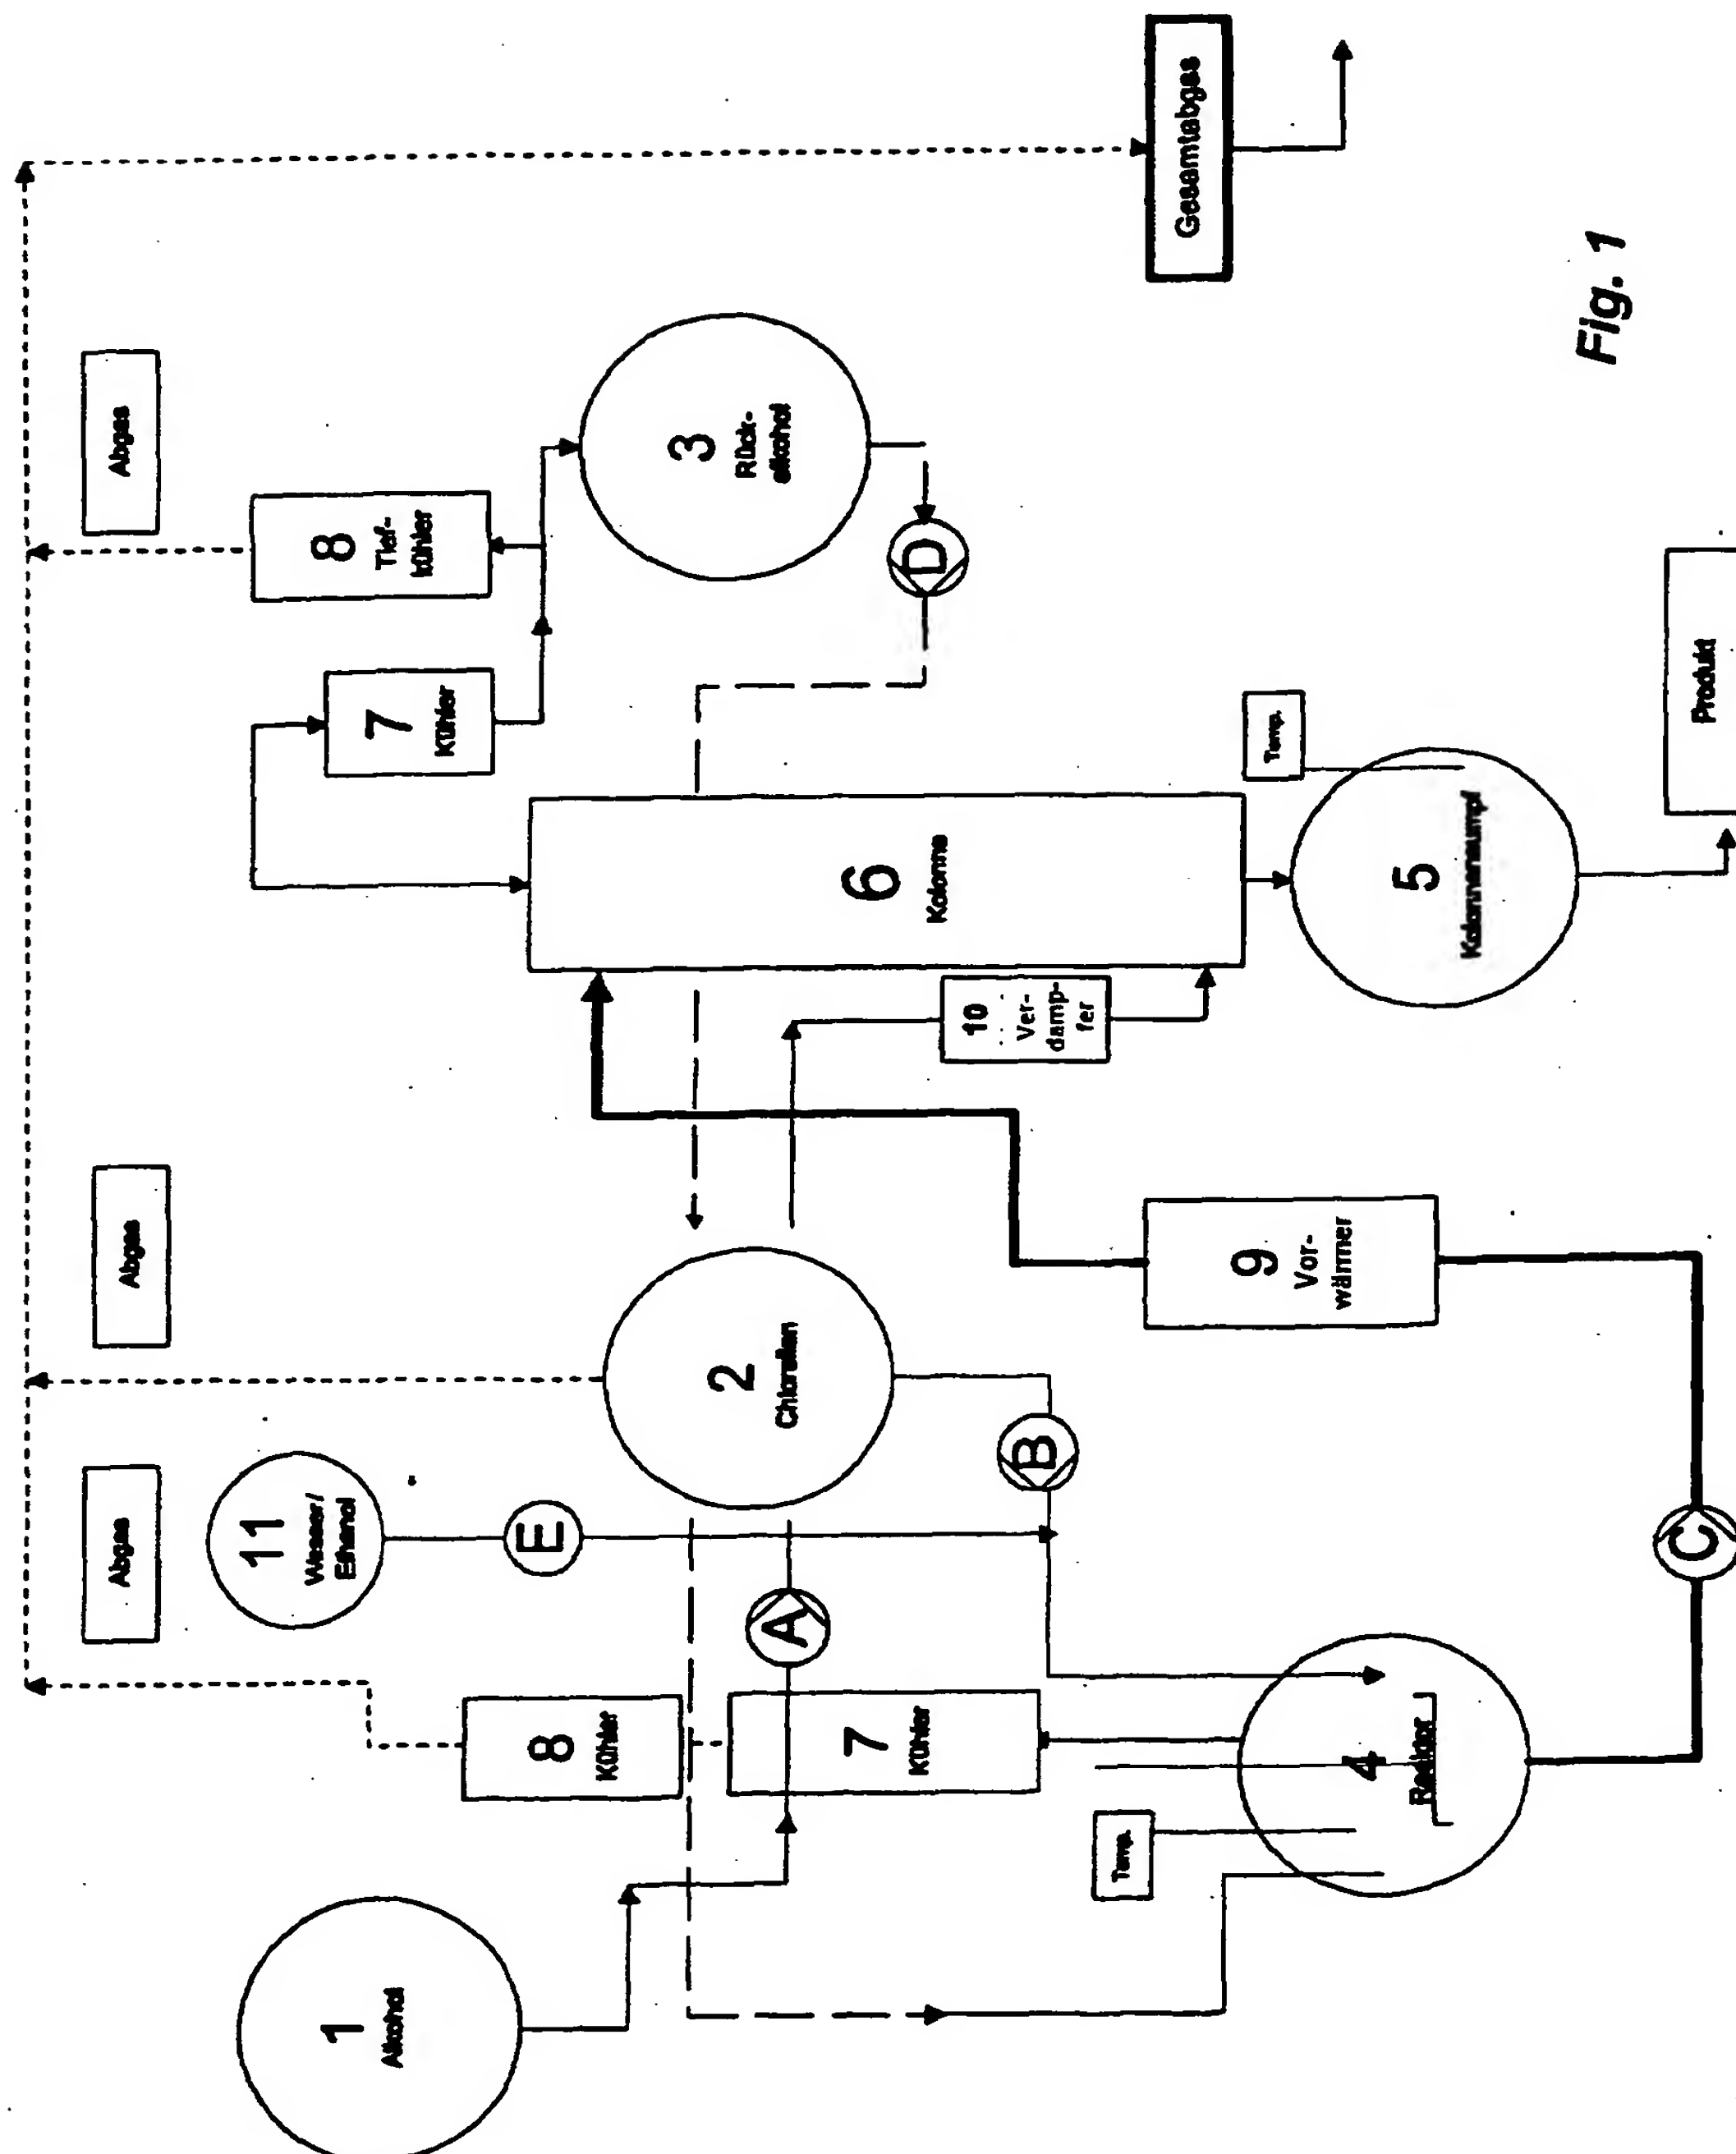 Abgas
Abgas
Abgas
11
Wasser/
Ethanol
8
Tief-
kühler
1
Alkohol
7
Kühler
E
8
Kühler
3
Rück-
alkohol
2
Chlorsilan
A
7
Kühler
6
Kolonne
D
10
Ver-
damp-
fer
B
Temp.
Gesamtabgas
9
Vor-
wärmer
Temp.
4
Reaktor
5
Kolonnensumpf
Fig. 1
C
Produkt